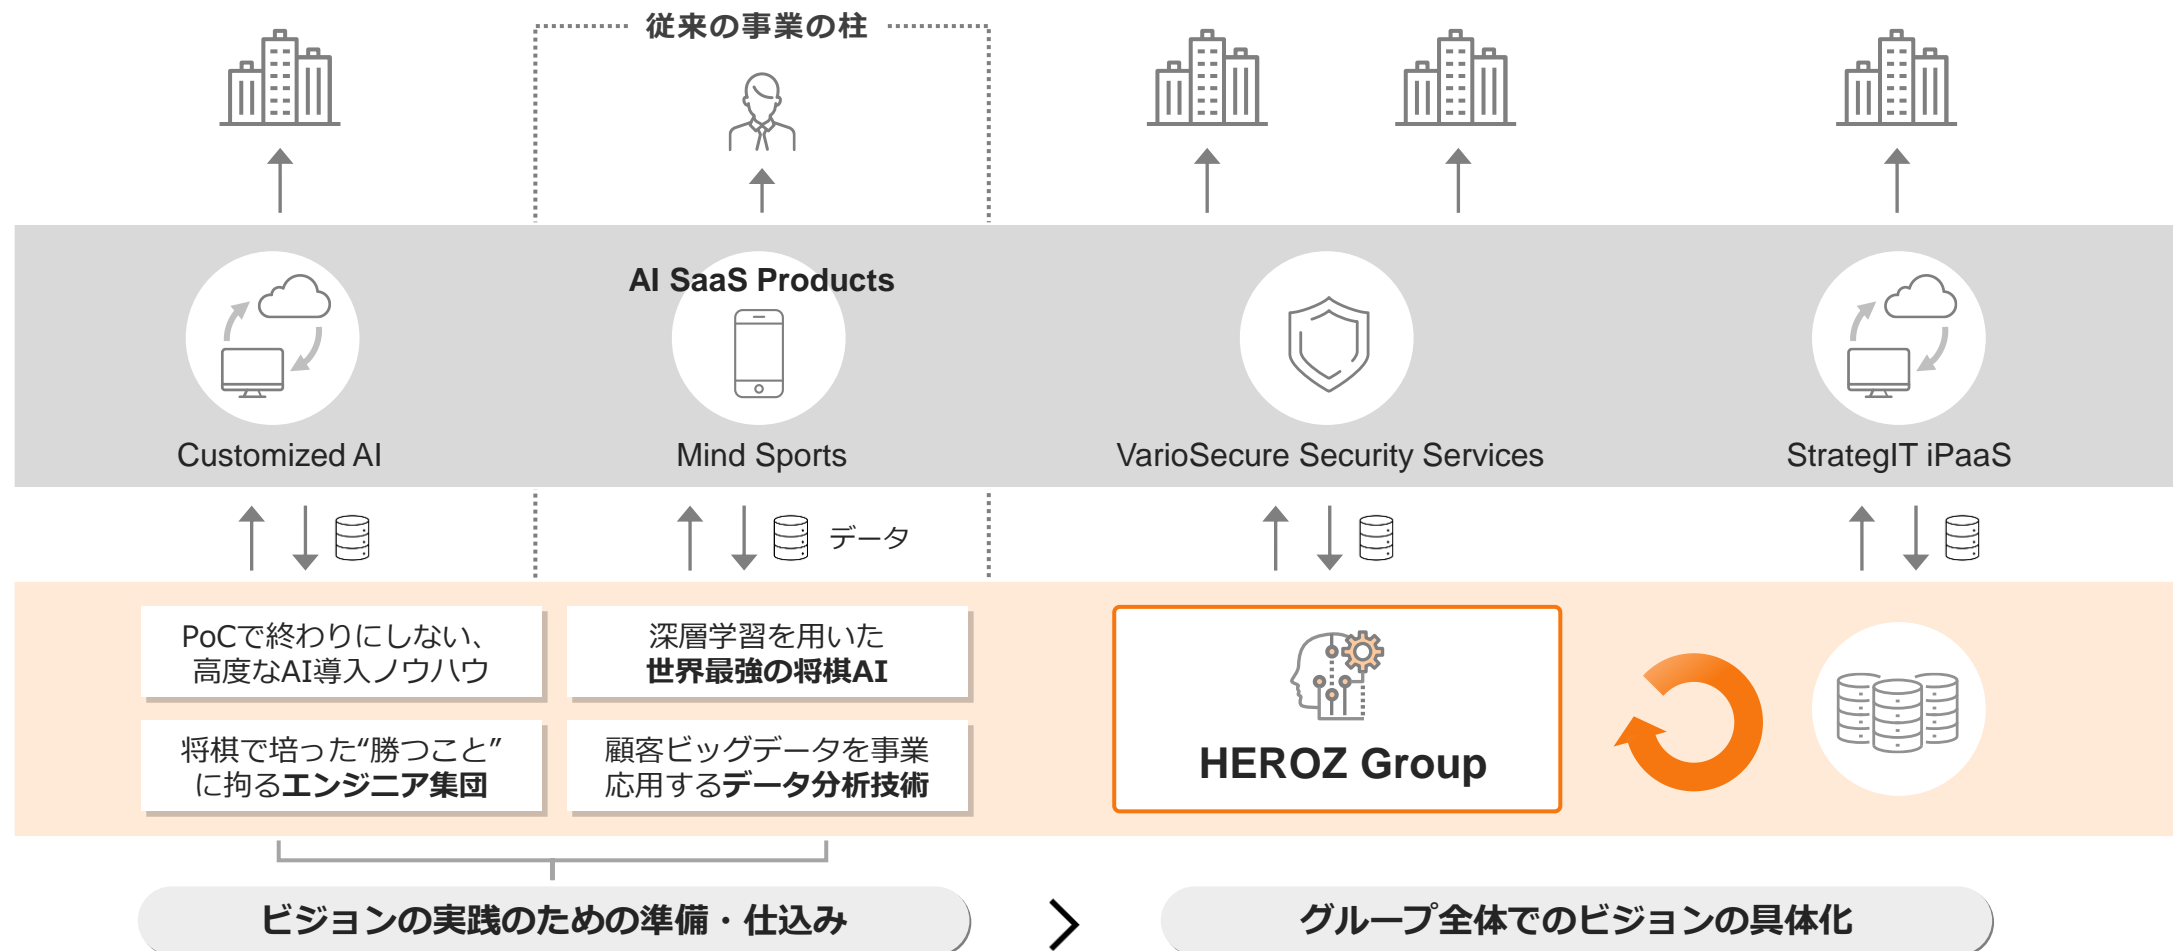 従来の事業の柱
AI SaaS Products
Customized AI
Mind Sports
VarioSecure Security Services
StrategIT iPaaS
データ
PoCで終わりにしない、
高度なAI導入ノウハウ
深層学習を用いた
世界最強の将棋AI
将棋で培った“勝つこと”
に拘るエンジニア集団
顧客ビッグデータを事業
応用するデータ分析技術
HEROZ Group
ビジョンの実践のための準備・仕込み
グループ全体でのビジョンの具体化